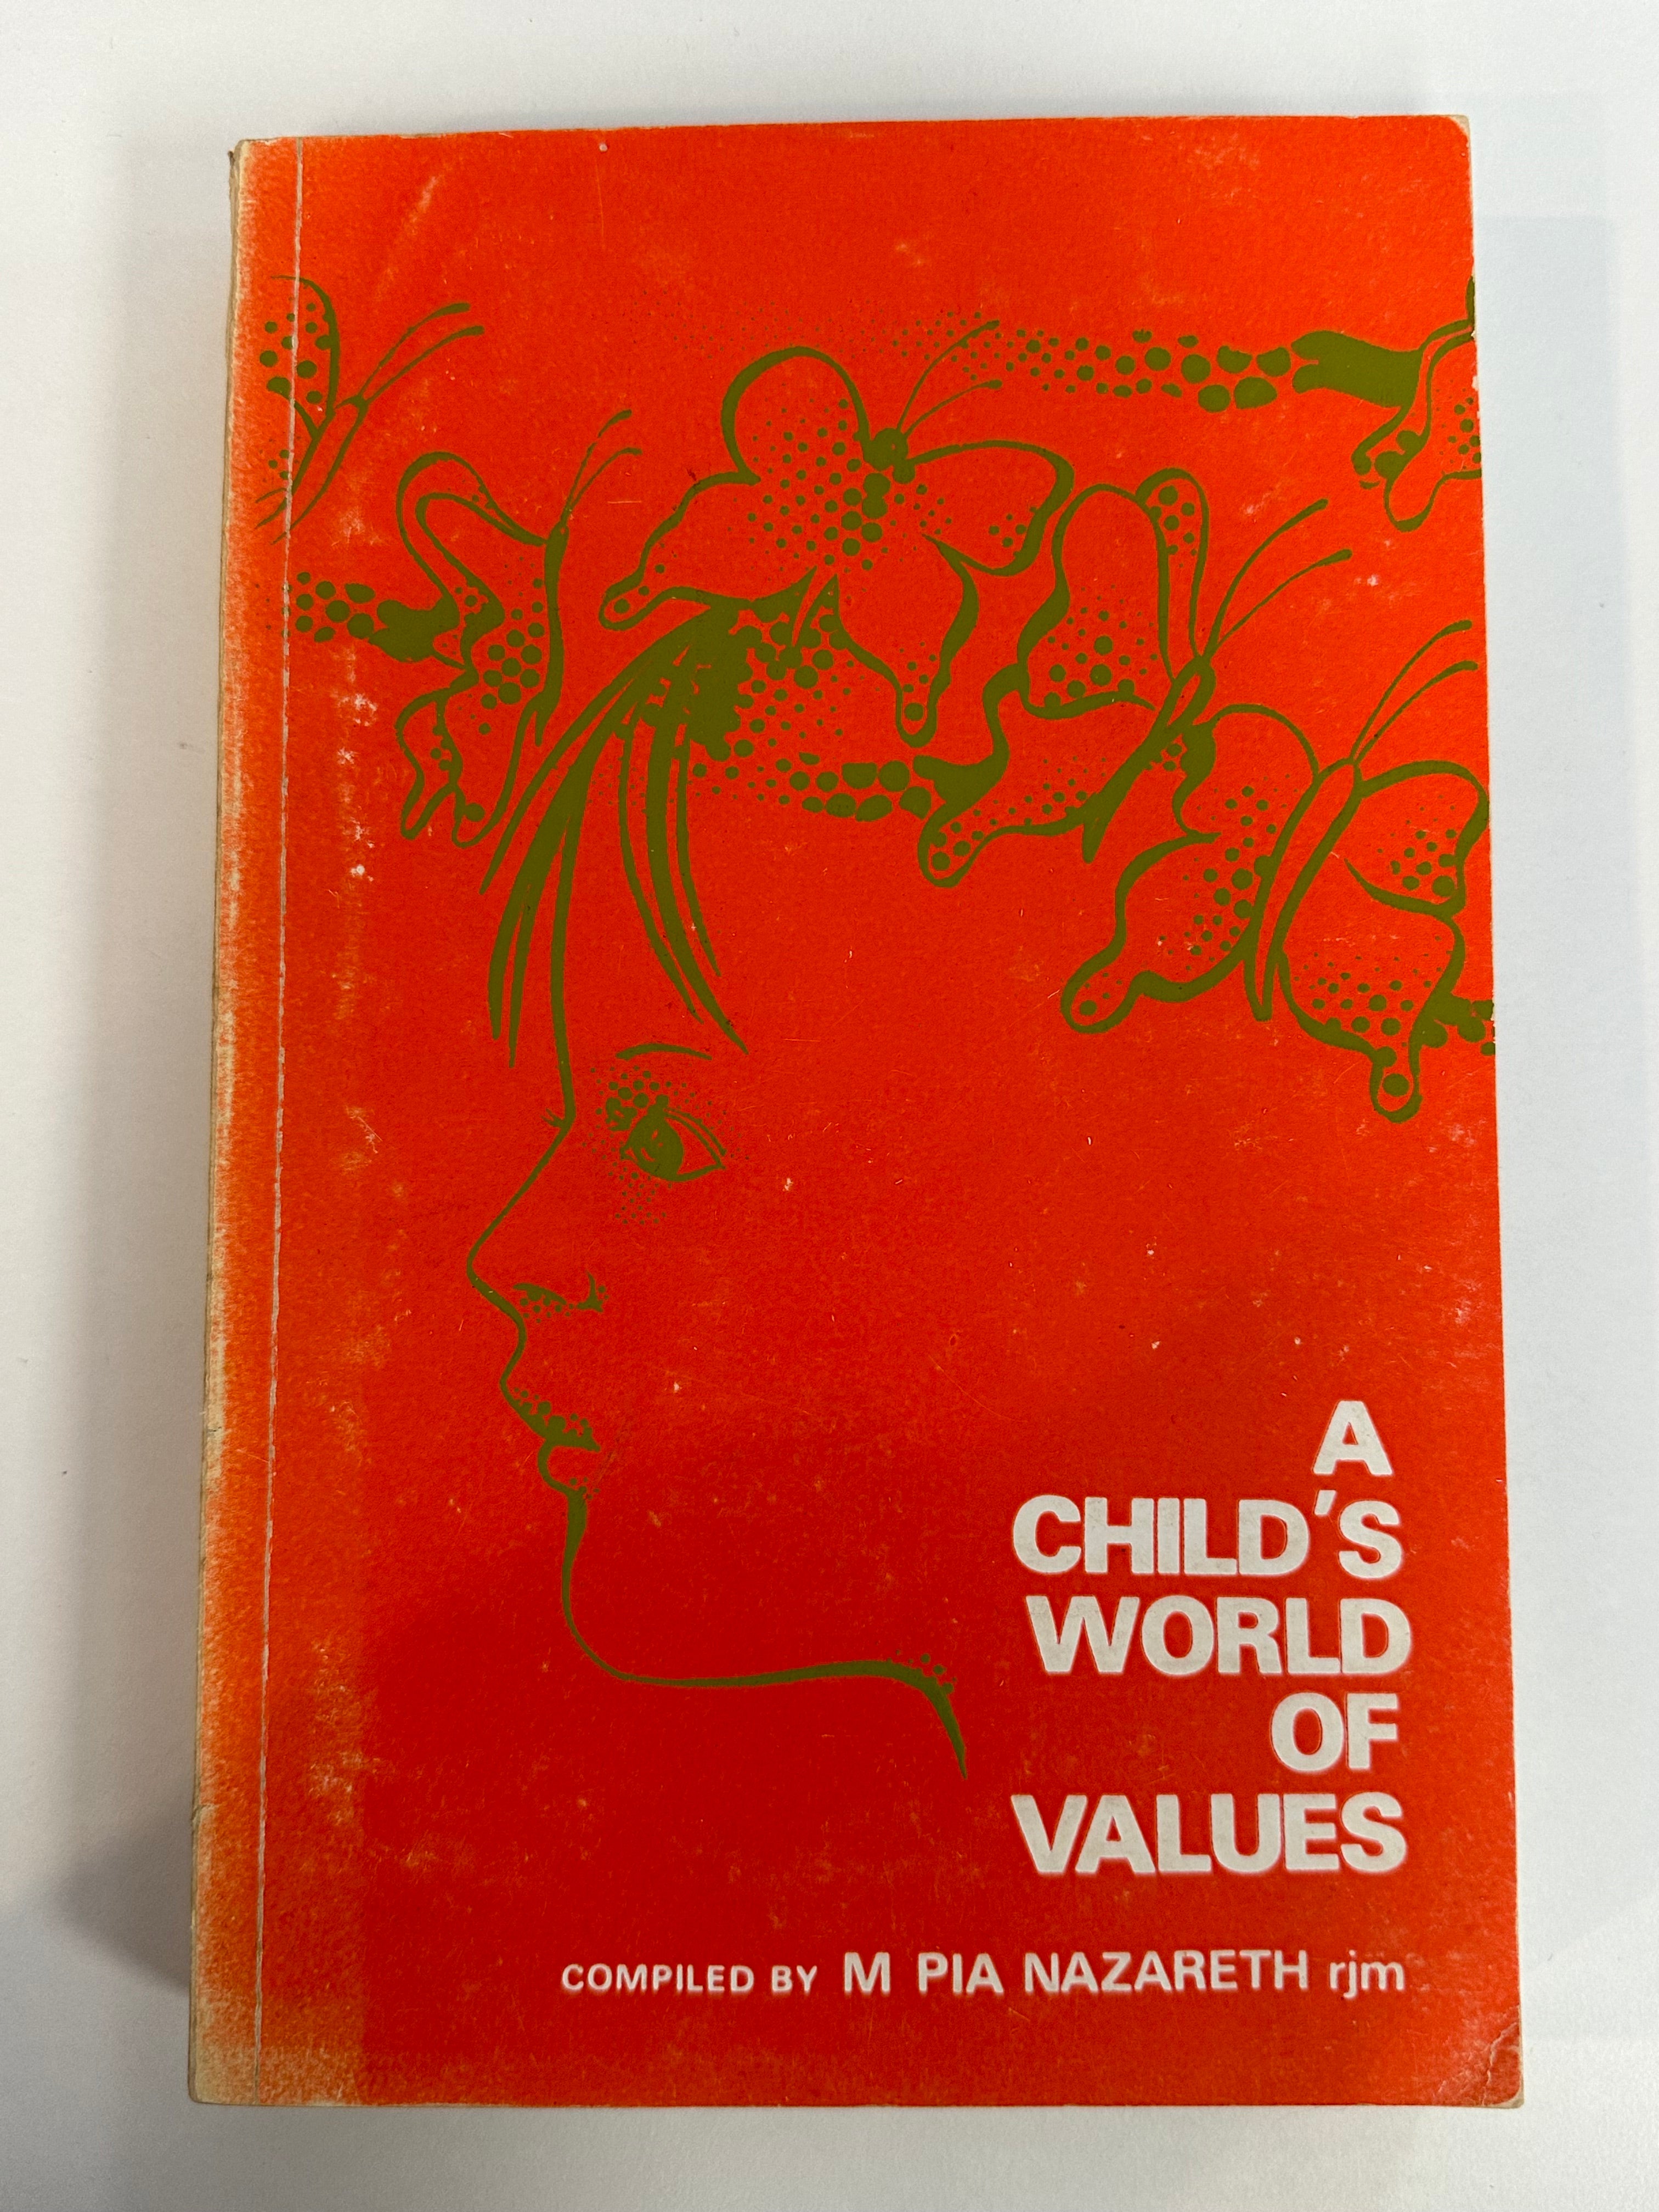 A
CHILD'S
WORLD
OF
VALUES
COMPILED BY M PIA NAZARETH rjm